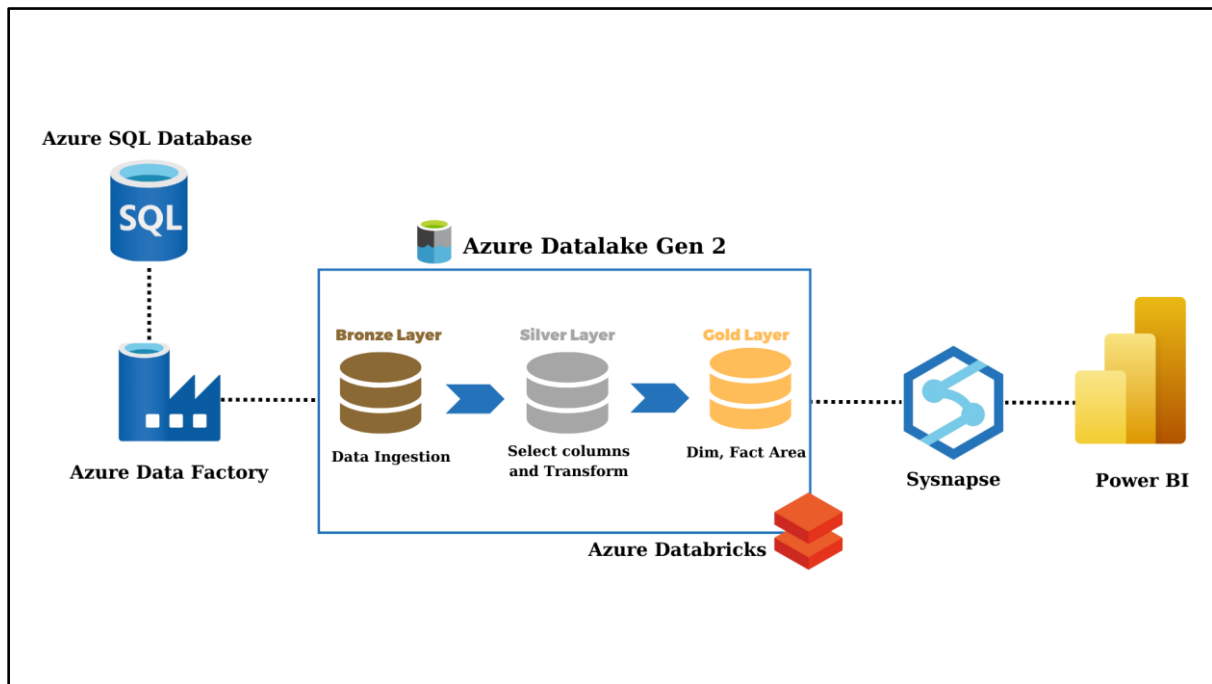 Azure SQL Database
SQL
Azure Datalake Gen 2
Bronze Layer
Silver Layer
Gold Layer
Data Ingestion
Select columns
and Transform
Dim, Fact Area
Azure Data Factory
Sysnapse
Power BI
Azure Databricks